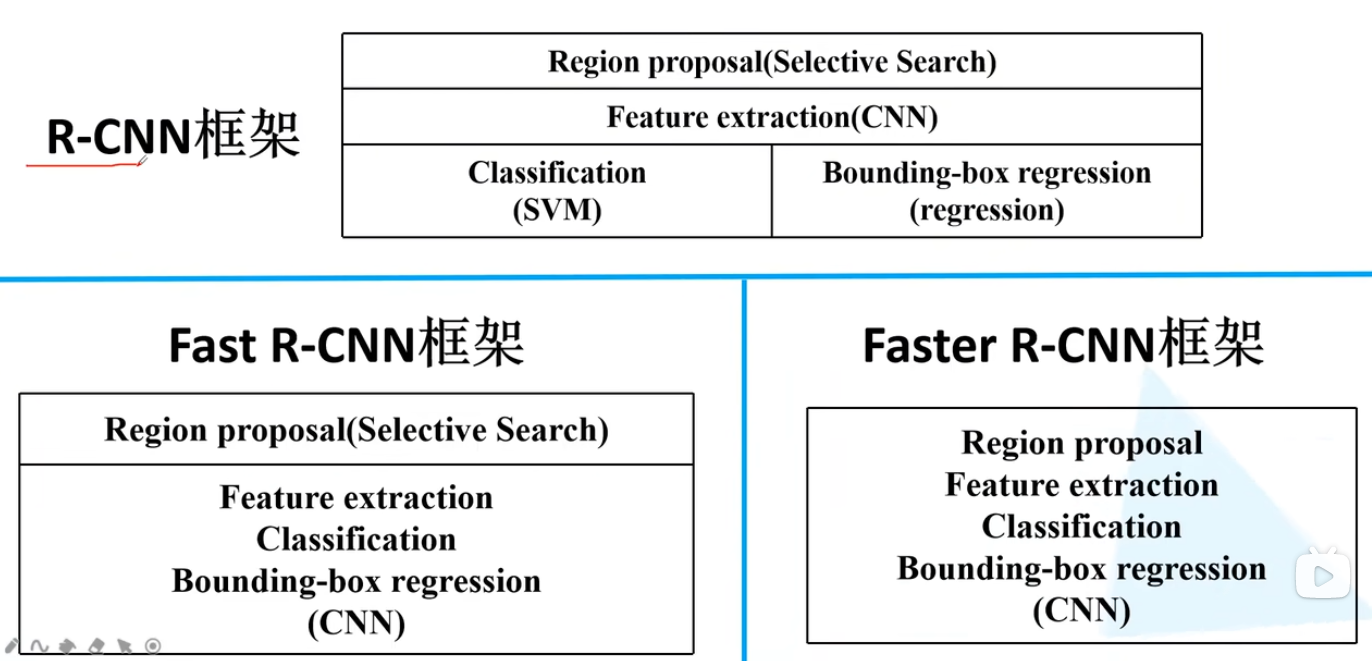 R-CNN框架
Region proposal(Selective Search)
Feature extraction(CNN)
Classification
(SVM)
Bounding-box regression
(regression)
Fast R-CNN框架
Region proposal(Selective Search)
Feature extraction
Classification
Bounding-box regression
(CNN)
Faster R-CNN框架
Region proposal
Feature extraction
Classification
Bounding-box regression
(CNN)